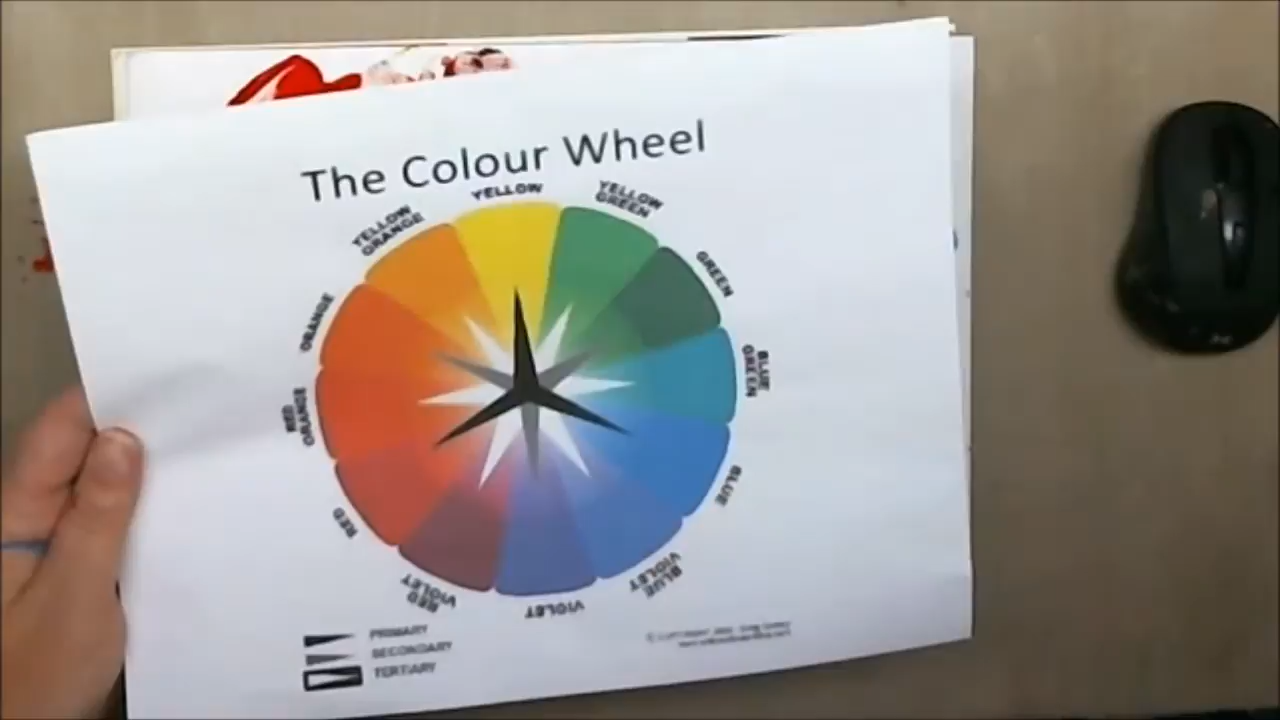 The Colour Wheel
YELLOW
YELLOW
GREEN
GREEN
BLUE
GREEN
BLUE
BLUE
VIOLET
VIOLET
RED
VIOLET
RED
RED
ORANGE
ORANGE
YELLOW
ORANGE
PRIMARY
SECONDARY
TERTIARY